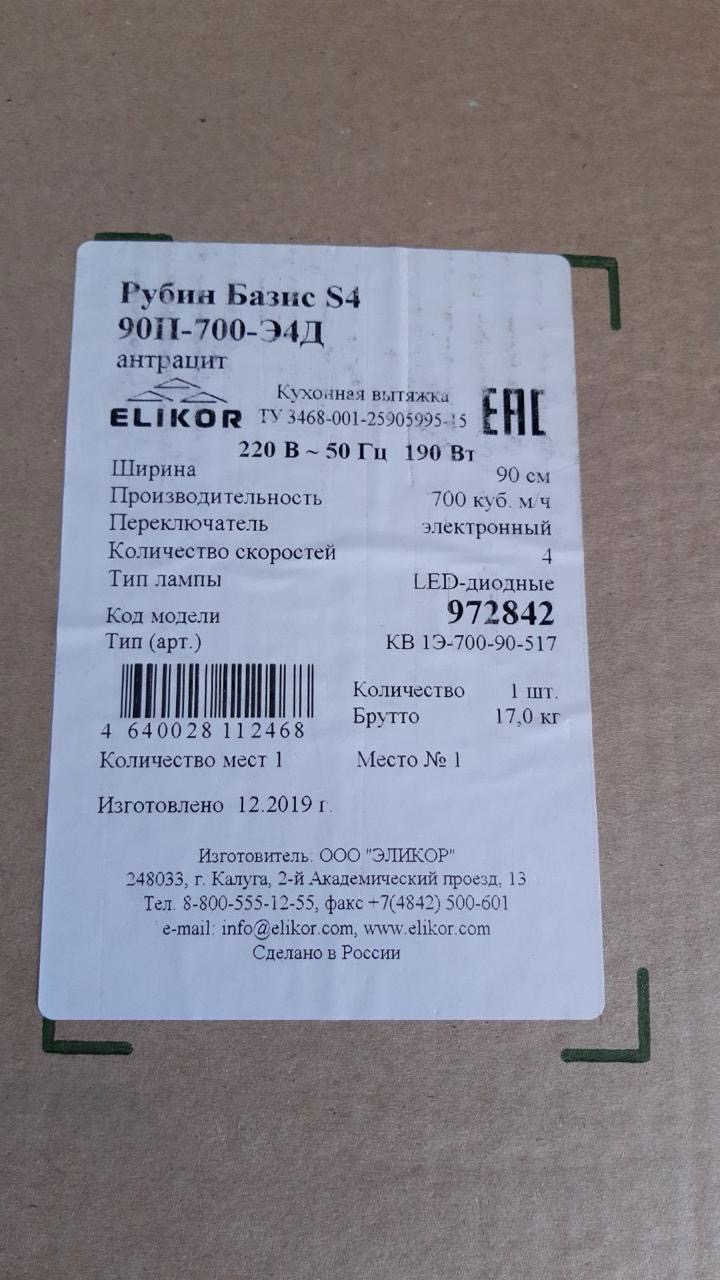 Рубин Базис S4
90П-700-Э4Д
антрацит
ELIKOR
Кухонная вытяжка
ТУ 3468-001-25905995-15
EAC
220 В ~ 50 Гц 190 Вт
Ширина 90 см
Производительность 700 куб. м/ч
Переключатель электронный
Количество скоростей 4
Тип лампы LED-диодные
Код модели 972842
Тип (арт.) КВ 1Э-700-90-517
4 640028 112468
Количество 1 шт.
Брутто 17,0 кг
Количество мест 1 Место № 1
Изготовлено 12.2019 г.
Изготовитель: ООО "ЭЛИКОР"
248033, г. Калуга, 2-й Академический проезд, 13
Тел. 8-800-555-12-55, факс +7(4842) 500-601
e-mail: info@elikor.com, www.elikor.com
Сделано в России